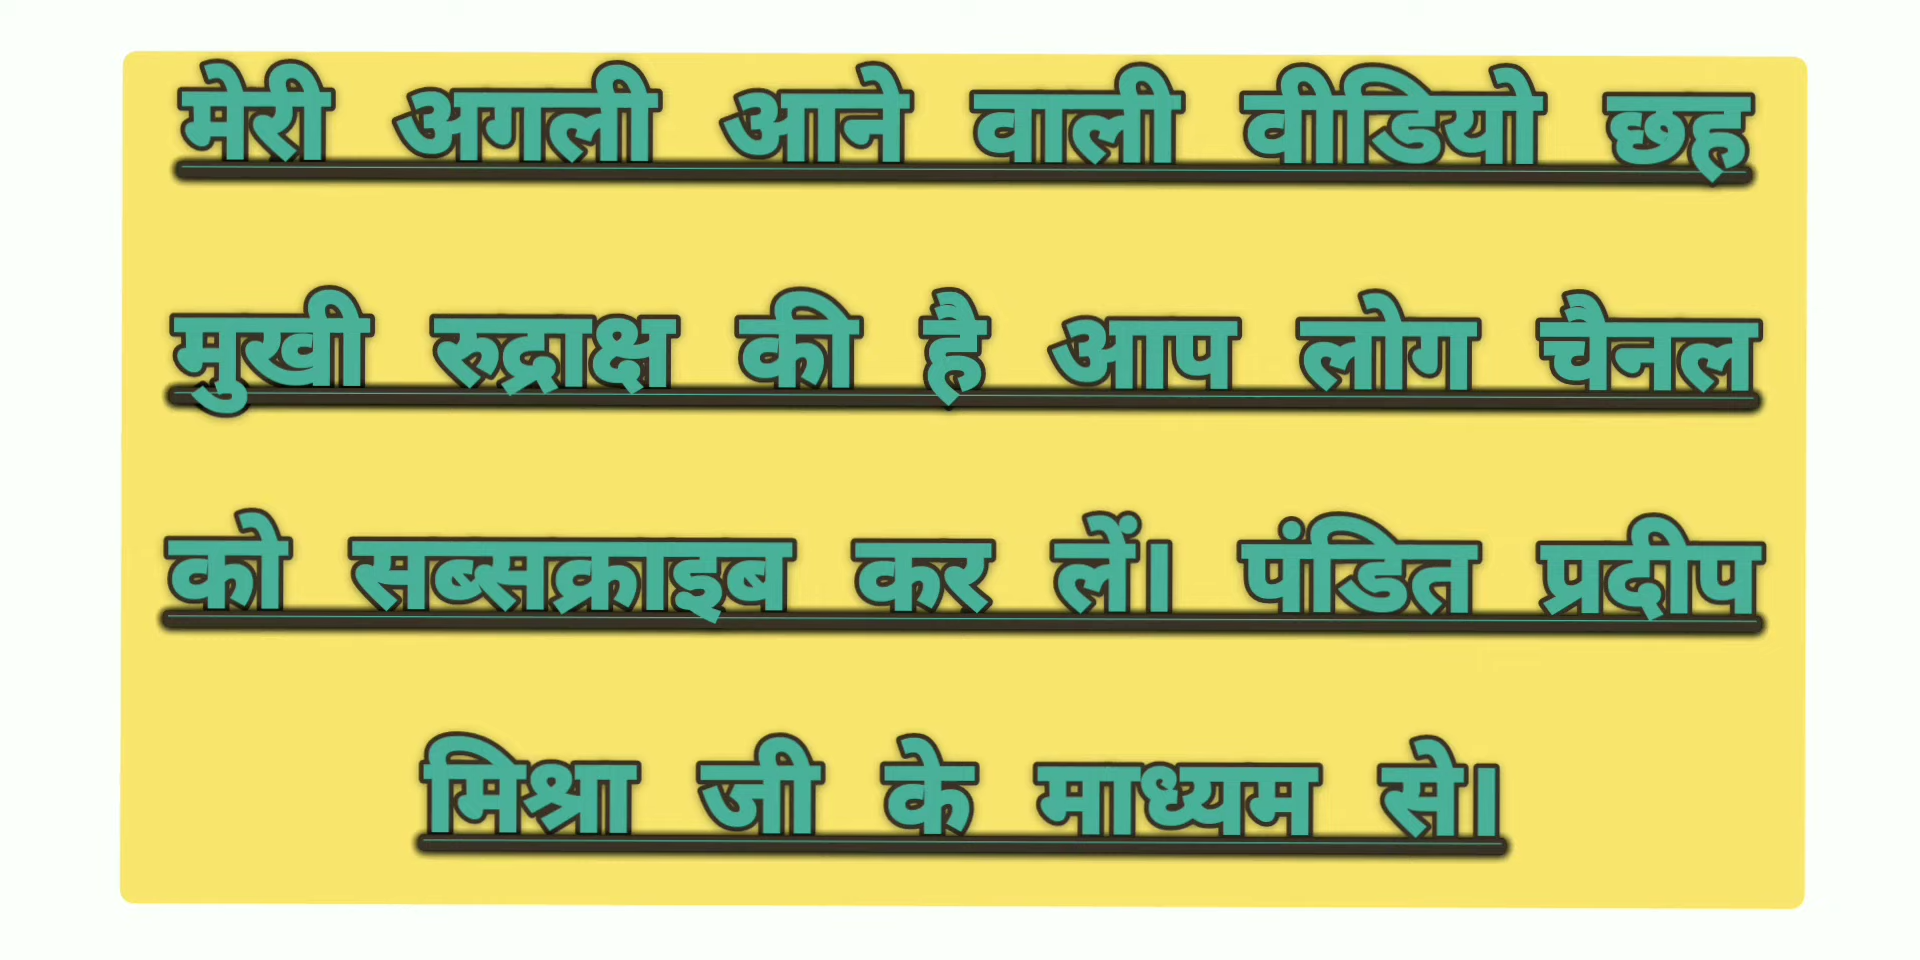 मेरी अगली आने वाली वीडियो छह
मुखी रुद्राक्ष की है आप लोग चैनल
को सब्सक्राइब कर लें। पंडित प्रदीप
मिश्रा जी के माध्यम से।